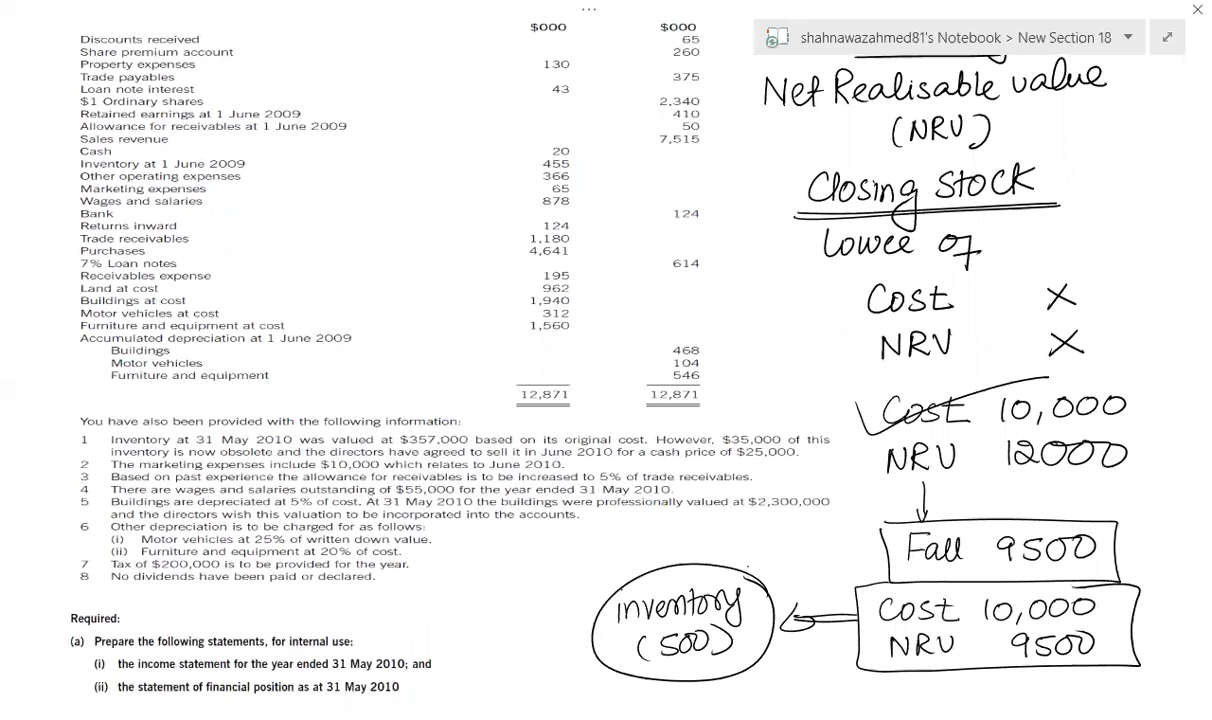 $000 $000
Discounts received 65
Share premium account 260
Property expenses 130
Trade payables 375
Loan note interest 43
$1 Ordinary shares 2,340
Retained earnings at 1 June 2009 410
Allowance for receivables at 1 June 2009 50
Sales revenue 7,515
Cash 20
Inventory at 1 June 2009 455
Other operating expenses 366
Marketing expenses 65
Wages and salaries 878
Bank 124
Returns inward 124
Trade receivables 1,180
Purchases 4,641
7% Loan notes 614
Receivables expense 195
Land at cost 962
Buildings at cost 1,940
Motor vehicles at cost 312
Furniture and equipment at cost 1,560
Accumulated depreciation at 1 June 2009
Buildings 468
Motor vehicles 104
Furniture and equipment 546
12,871 12,871
You have also been provided with the following information:
1 Inventory at 31 May 2010 was valued at $357,000 based on its original cost. However, $35,000 of this
inventory is now obsolete and the directors have agreed to sell it in June 2010 for a cash price of $25,000.
2 The marketing expenses include $10,000 which relates to June 2010.
3 Based on past experience the allowance for receivables is to be increased to 5% of trade receivables.
4 There are wages and salaries outstanding of $55,000 for the year ended 31 May 2010.
5 Buildings are depreciated at 5% of cost. At 31 May 2010 the buildings were professionally valued at $2,300,000
and the directors wish this valuation to be incorporated into the accounts.
6 Other depreciation is to be charged for as follows:
(i) Motor vehicles at 25% of written down value.
(ii) Furniture and equipment at 20% of cost.
7 Tax of $200,000 is to be provided for the year.
8 No dividends have been paid or declared.
Required:
(a) Prepare the following statements, for internal use:
(i) the income statement for the year ended 31 May 2010; and
(ii) the statement of financial position as at 31 May 2010
shahnawazahmed81's Notebook > New Section 18
Net Realisable value
(NRV)
Closing Stock
Lower of
Cost X
NRV X
Cost 10,000
NRV 12000
Fall 9500
Cost 10,000
NRV 9500
inventory
(500)